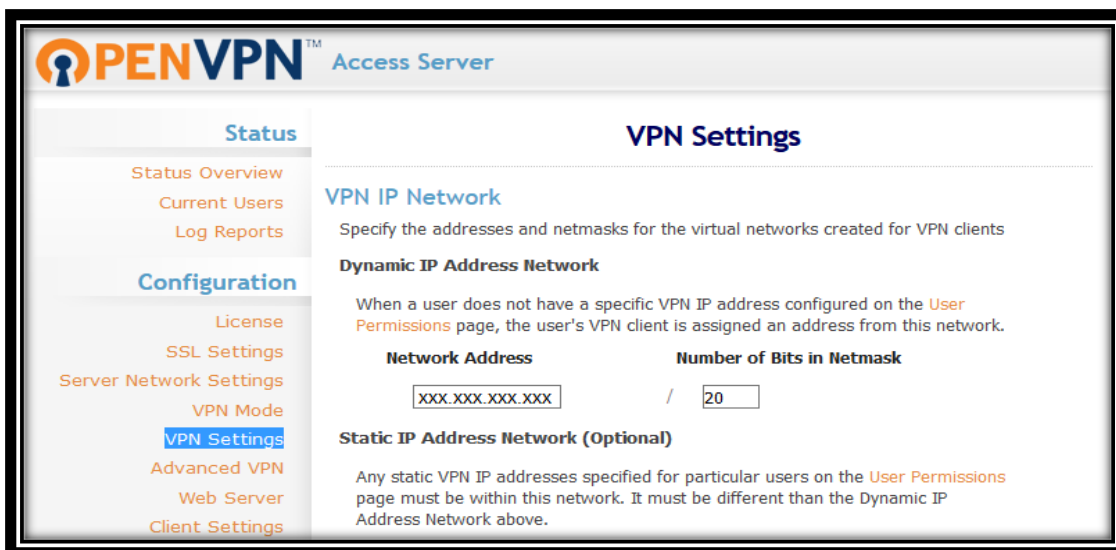 OPENVPN™ Access Server
Status
Status Overview
Current Users
Log Reports
Configuration
License
SSL Settings
Server Network Settings
VPN Mode
VPN Settings
Advanced VPN
Web Server
Client Settings
VPN Settings
VPN IP Network
Specify the addresses and netmasks for the virtual networks created for VPN clients
Dynamic IP Address Network
When a user does not have a specific VPN IP address configured on the User
Permissions page, the user's VPN client is assigned an address from this network.
Network Address Number of Bits in Netmask
xxx.xxx.xxx.xxx / 20
Static IP Address Network (Optional)
Any static VPN IP addresses specified for particular users on the User Permissions
page must be within this network. It must be different than the Dynamic IP
Address Network above.